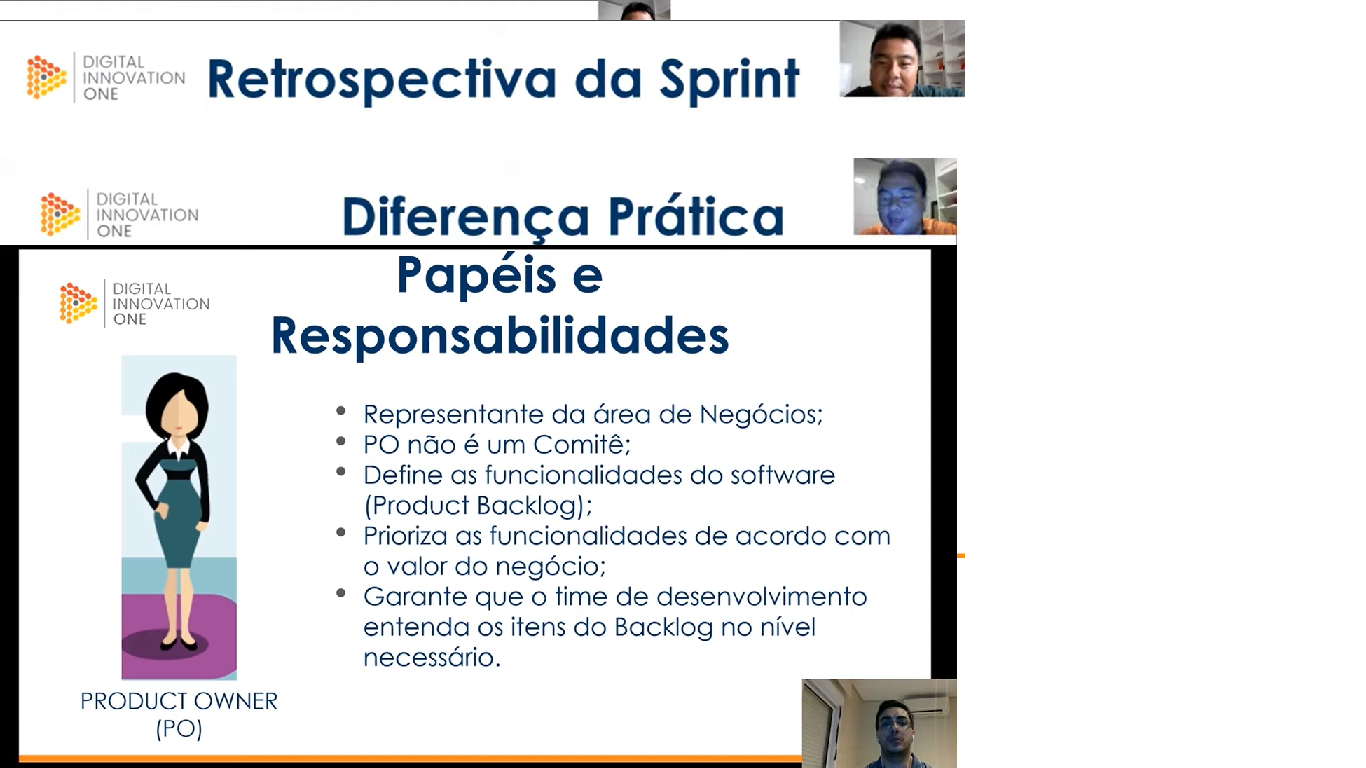 DIGITAL
INNOVATION
ONE
Retrospectiva da Sprint
DIGITAL
INNOVATION
ONE
Diferença Prática
DIGITAL
INNOVATION
ONE
Papéis e
Responsabilidades
• Representante da área de Negócios;
• PO não é um Comitê;
• Define as funcionalidades do software
(Product Backlog);
• Prioriza as funcionalidades de acordo com
o valor do negócio;
• Garante que o time de desenvolvimento
entenda os itens do Backlog no nível
necessário.
PRODUCT OWNER
(PO)